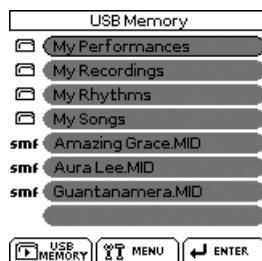 USB Memory
My Performances
My Recordings
My Rhythms
My Songs
smf Amazing Grace.MID
smf Aura Lee.MID
smf Guantanamera.MID
USB MEMORY MENU ENTER